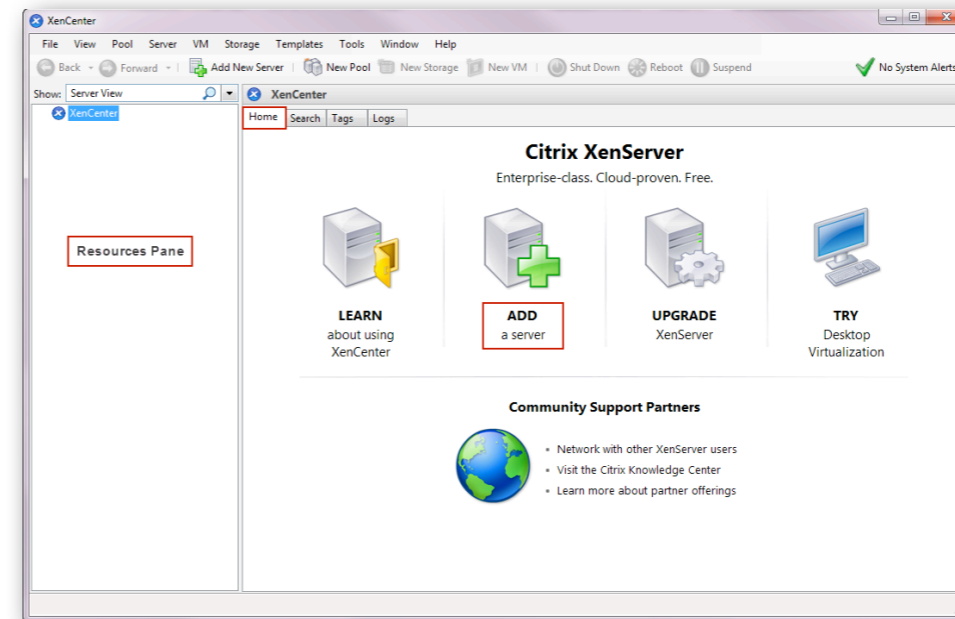 XenCenter
File View Pool Server VM Storage Templates Tools Window Help
Back Forward Add New Server New Pool New Storage New VM Shut Down Reboot Suspend No System Alerts
Show: Server View
XenCenter
XenCenter
Home Search Tags Logs
Citrix XenServer
Enterprise-class. Cloud-proven. Free.
Resources Pane
LEARN
about using
XenCenter
ADD
a server
UPGRADE
XenServer
TRY
Desktop
Virtualization
Community Support Partners
Network with other XenServer users
Visit the Citrix Knowledge Center
Learn more about partner offerings